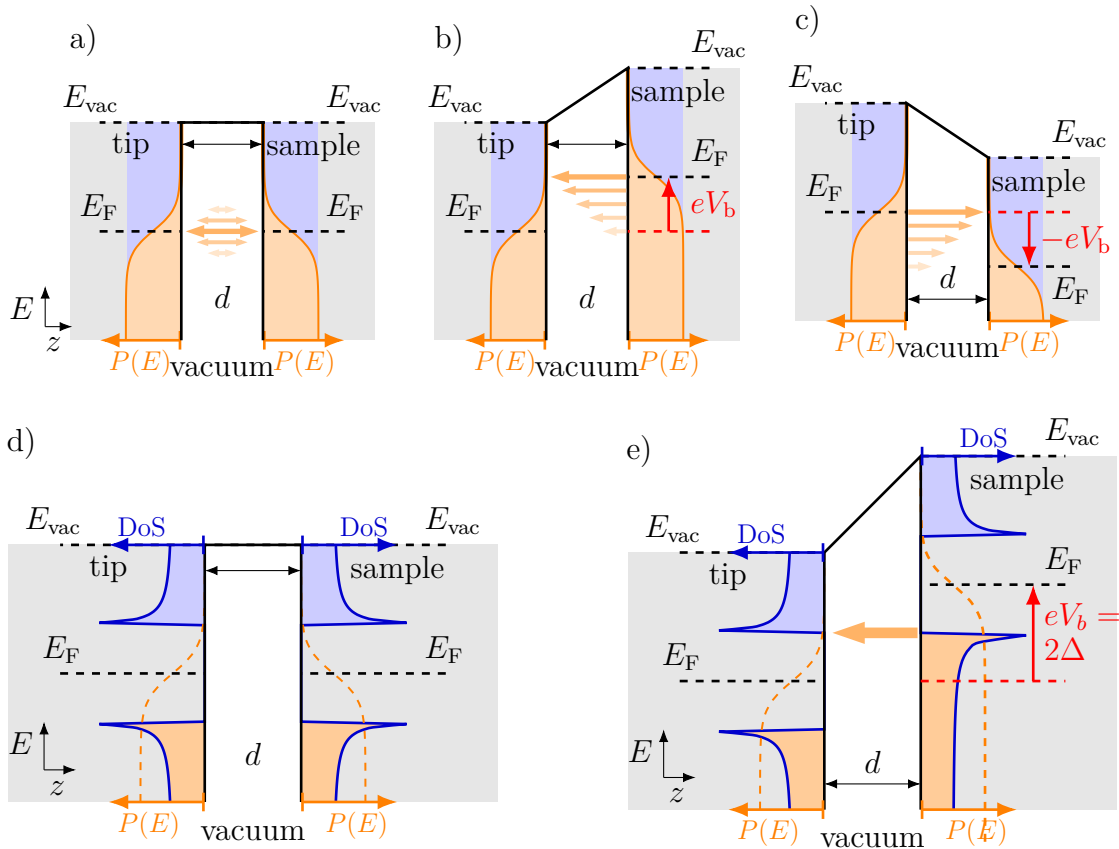 a)
E_vac
E_vac
tip
sample
E_F
E_F
d
E
z
P(E)
vacuum
P(E)
b)
E_vac
E_vac
sample
tip
E_F
eV_b
d
P(E)
vacuum
P(E)
c)
E_vac
tip
E_vac
sample
E_F
−eV_b
d
E_F
P(E)
vacuum
P(E)
d)
E_vac
DoS
DoS
E_vac
tip
sample
E_F
E_F
E
d
z
P(E)
vacuum
P(E)
e)
DoS
E_vac
sample
E_vac
DoS
tip
E_F
E_F
eV_b =
2Δ
E
d
z
P(E)
vacuum
P(E)